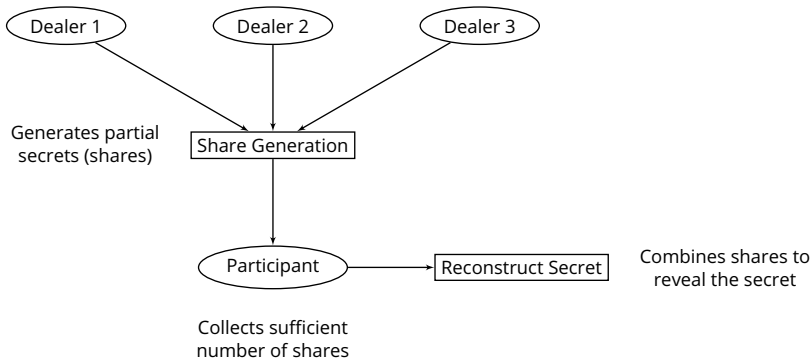 Dealer 1
Dealer 2
Dealer 3
Generates partial
secrets (shares)
Share Generation
Participant
Reconstruct Secret
Combines shares to
reveal the secret
Collects sufficient
number of shares